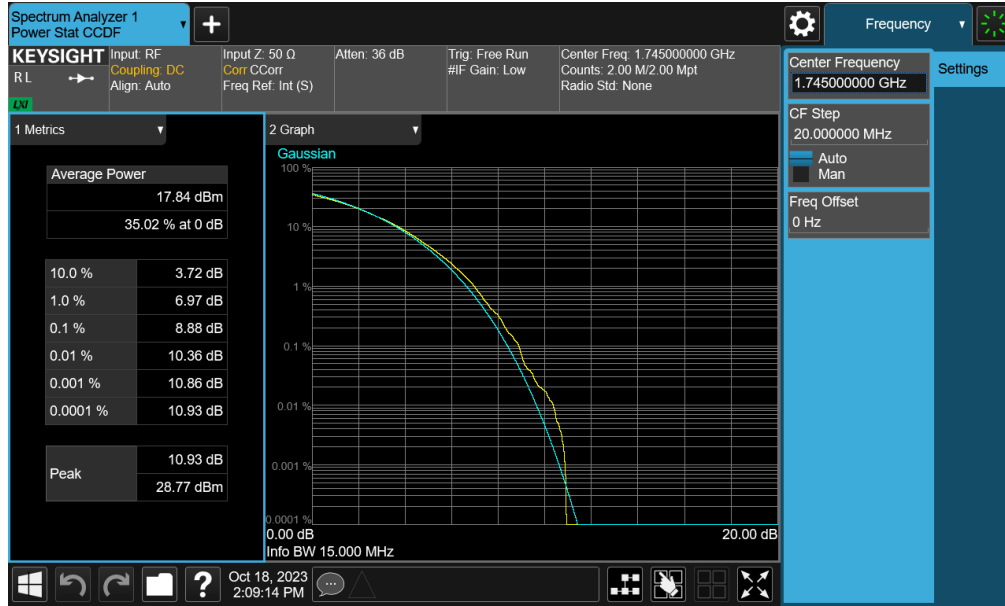 Spectrum Analyzer 1
Power Stat CCDF
Frequency
KEYSIGHT
R L
LXI
Input: RF
Coupling: DC
Align: Auto
Input Z: 50 Ω
Corr CCorr
Freq Ref: Int (S)
Atten: 36 dB
Trig: Free Run
#IF Gain: Low
Center Freq: 1.745000000 GHz
Counts: 2.00 M/2.00 Mpt
Radio Std: None
Center Frequency
1.745000000 GHz
Settings
CF Step
20.000000 MHz
Auto
Man
Freq Offset
0 Hz
1 Metrics
Average Power
17.84 dBm
35.02 % at 0 dB
10.0 % 3.72 dB
1.0 % 6.97 dB
0.1 % 8.88 dB
0.01 % 10.36 dB
0.001 % 10.86 dB
0.0001 % 10.93 dB
Peak
10.93 dB
28.77 dBm
2 Graph
Gaussian
100 %
10 %
1 %
0.1 %
0.01 %
0.001 %
0.0001 %
0.00 dB 20.00 dB
Info BW 15.000 MHz
?
Oct 18, 2023
2:09:14 PM